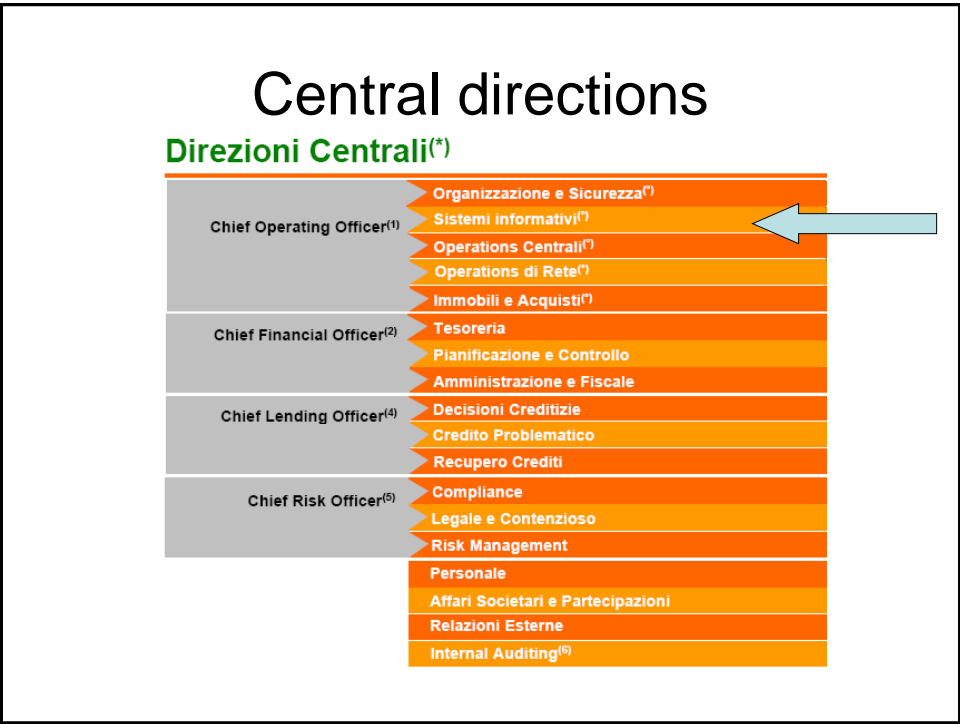 Central directions
Direzioni Centrali(*)
Chief Operating Officer(1)
Organizzazione e Sicurezza(*)
Sistemi informativi(*)
Operations Centrali(*)
Operations di Rete(*)
Immobili e Acquisti(*)
Chief Financial Officer(2)
Tesoreria
Pianificazione e Controllo
Amministrazione e Fiscale
Chief Lending Officer(4)
Decisioni Creditizie
Credito Problematico
Recupero Crediti
Chief Risk Officer(5)
Compliance
Legale e Contenzioso
Risk Management
Personale
Affari Societari e Partecipazioni
Relazioni Esterne
Internal Auditing(6)